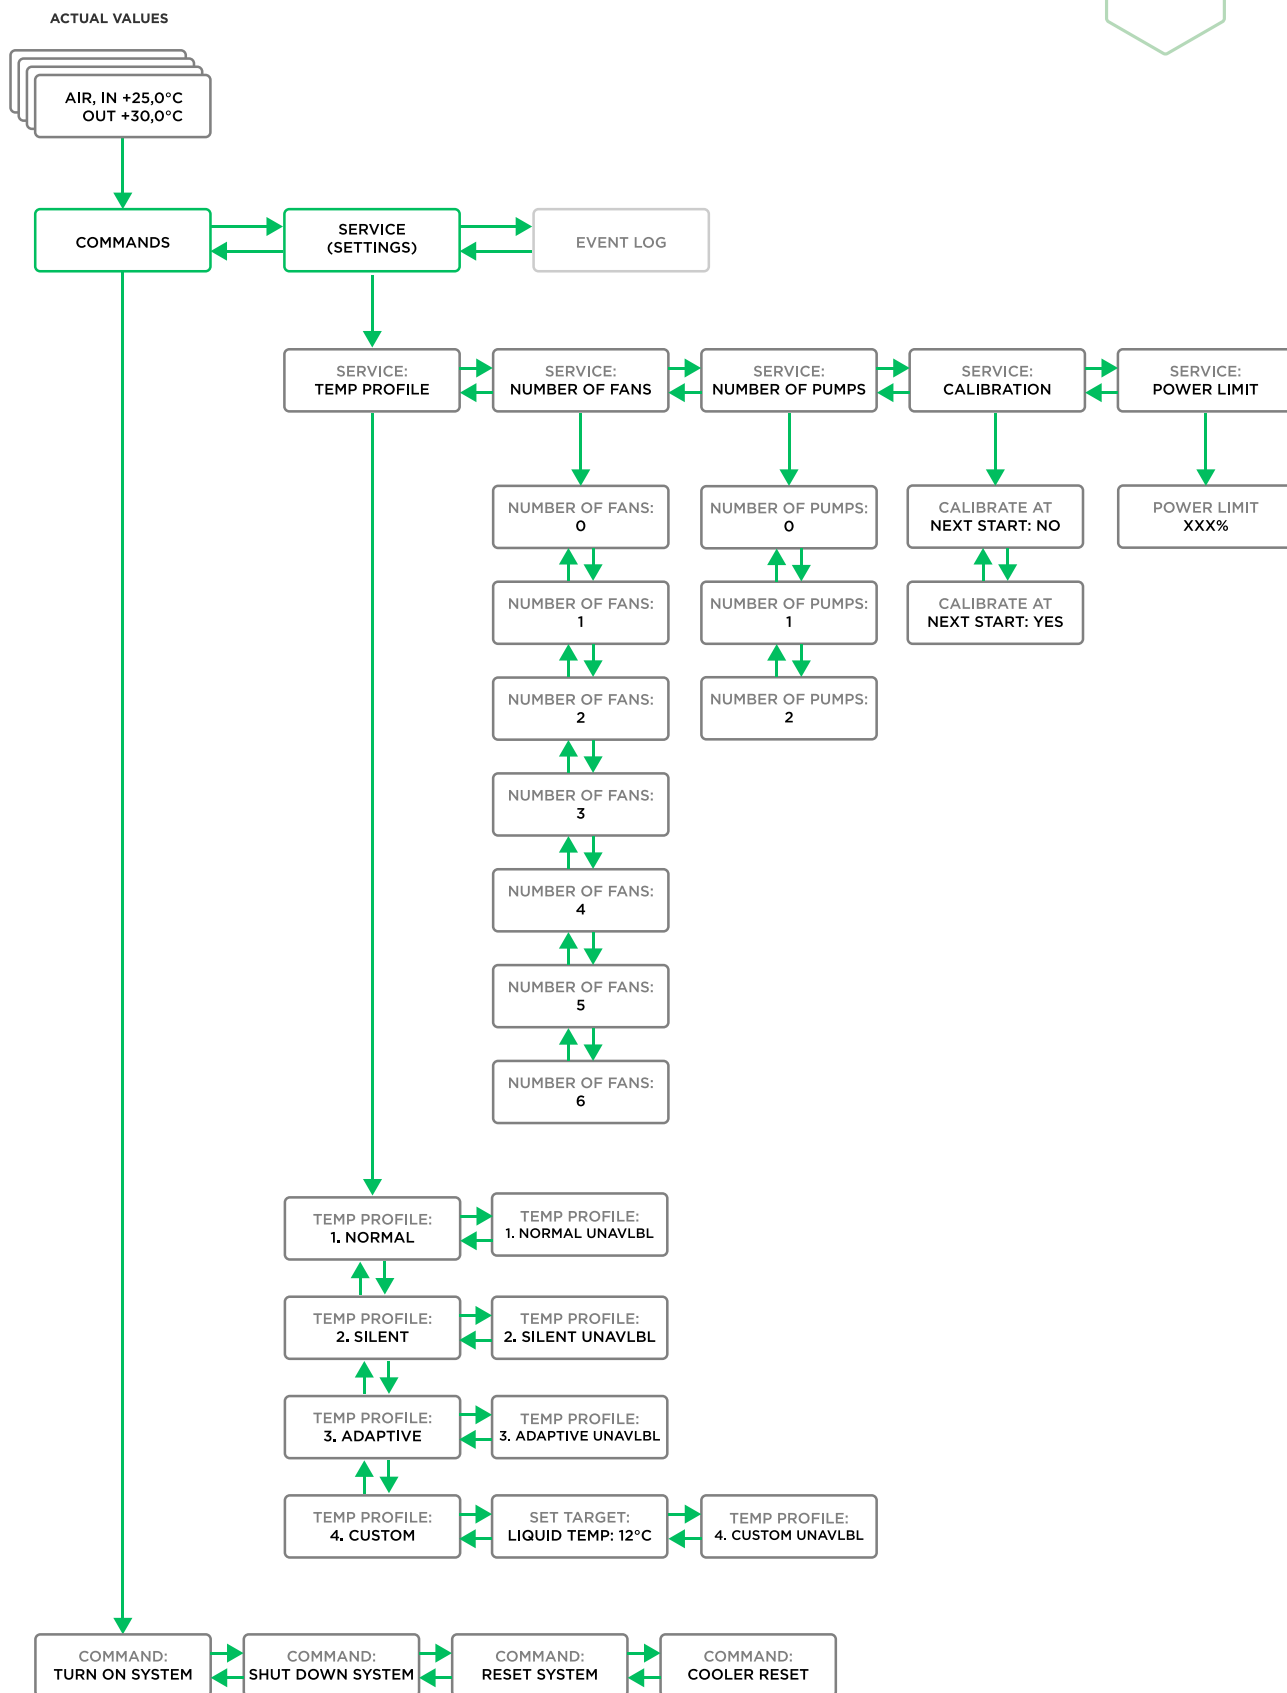 ACTUAL VALUES
AIR, IN +25,0°C
OUT +30,0°C
COMMANDS
SERVICE
(SETTINGS)
EVENT LOG
SERVICE:
TEMP PROFILE
SERVICE:
NUMBER OF FANS
SERVICE:
NUMBER OF PUMPS
SERVICE:
CALIBRATION
SERVICE:
POWER LIMIT
NUMBER OF FANS:
0
NUMBER OF PUMPS:
0
CALIBRATE AT
NEXT START: NO
POWER LIMIT
XXX%
NUMBER OF FANS:
1
NUMBER OF PUMPS:
1
CALIBRATE AT
NEXT START: YES
NUMBER OF FANS:
2
NUMBER OF PUMPS:
2
NUMBER OF FANS:
3
NUMBER OF FANS:
4
NUMBER OF FANS:
5
NUMBER OF FANS:
6
TEMP PROFILE:
1. NORMAL
TEMP PROFILE:
1. NORMAL UNAVLBL
TEMP PROFILE:
2. SILENT
TEMP PROFILE:
2. SILENT UNAVLBL
TEMP PROFILE:
3. ADAPTIVE
TEMP PROFILE:
3. ADAPTIVE UNAVLBL
TEMP PROFILE:
4. CUSTOM
SET TARGET:
LIQUID TEMP: 12°C
TEMP PROFILE:
4. CUSTOM UNAVLBL
COMMAND:
TURN ON SYSTEM
COMMAND:
SHUT DOWN SYSTEM
COMMAND:
RESET SYSTEM
COMMAND:
COOLER RESET